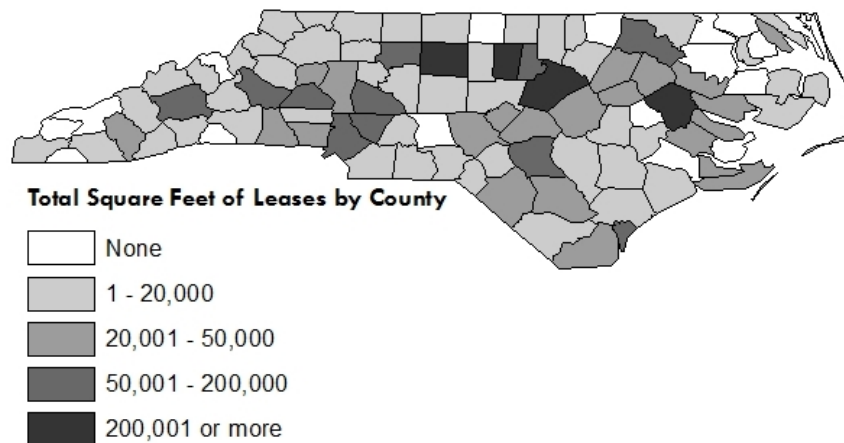 Total Square Feet of Leases by County
None
1 - 20,000
20,001 - 50,000
50,001 - 200,000
200,001 or more